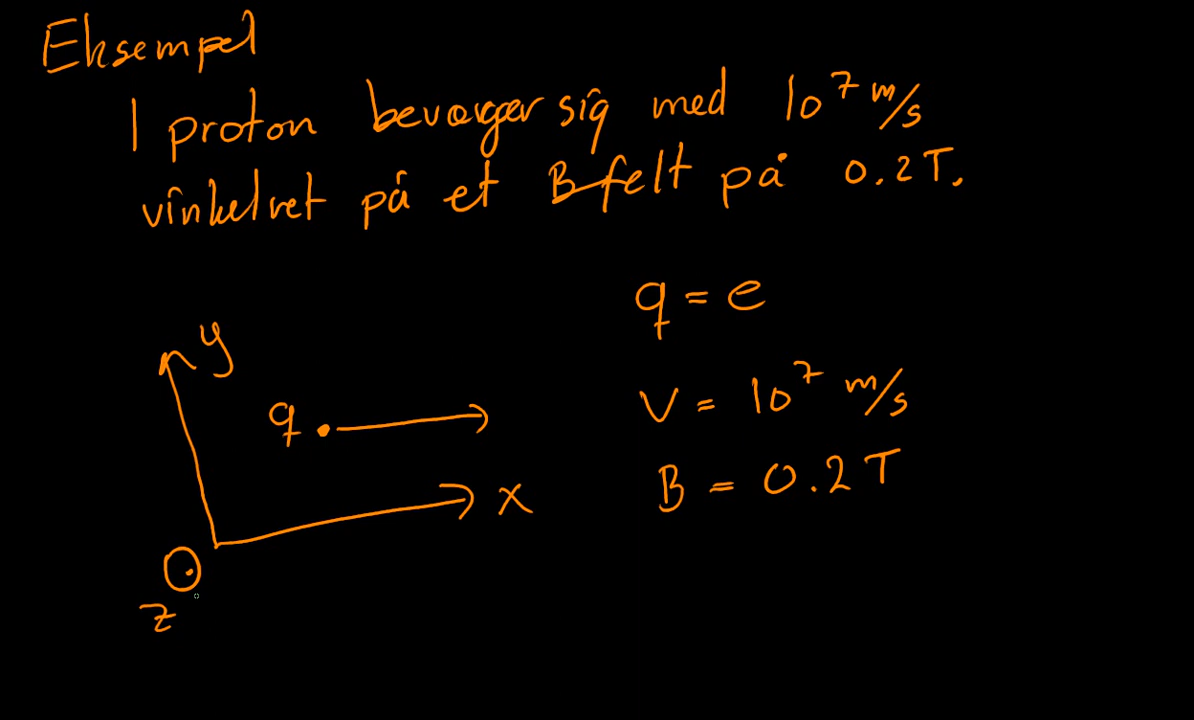 Eksempel
1 proton bevæger sig med 10⁷ m/s
vinkelret på et B-felt på 0.2T.
q = e
y
q
V = 10⁷ m/s
B = 0.2 T
x
z